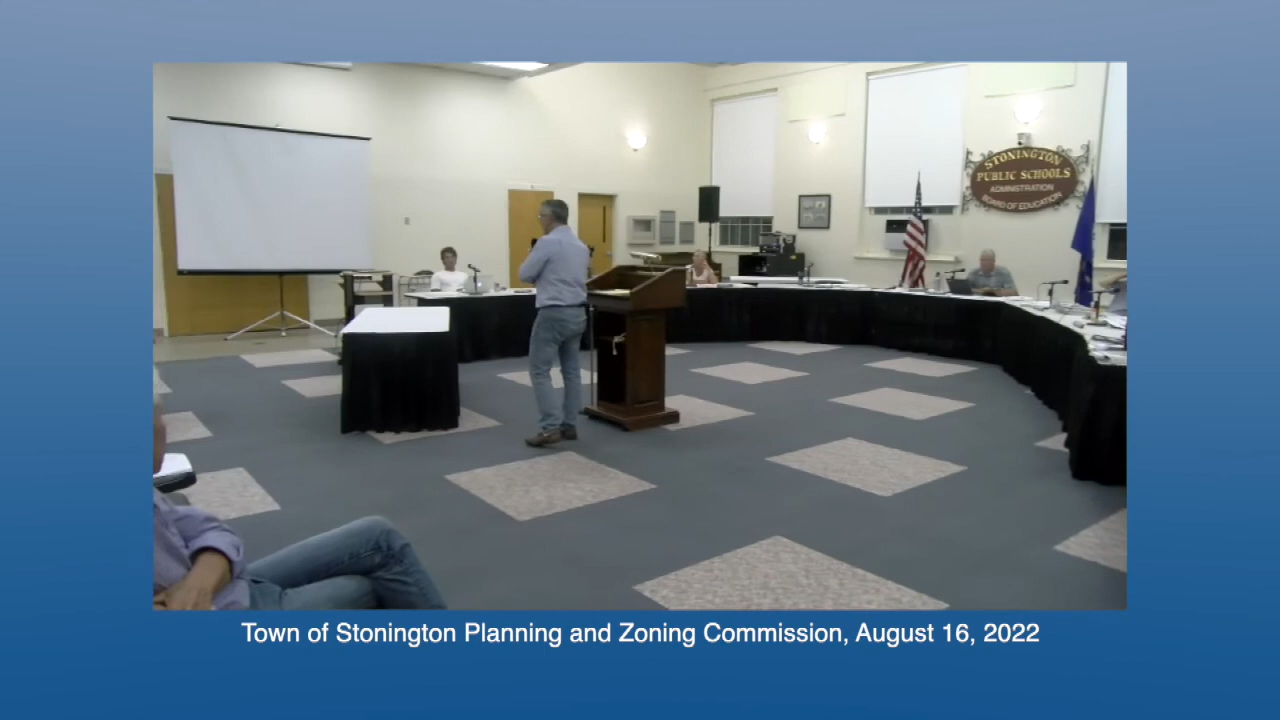 STONINGTON
PUBLIC SCHOOLS
ADMINISTRATION
BOARD OF EDUCATION
Town of Stonington Planning and Zoning Commission, August 16, 2022